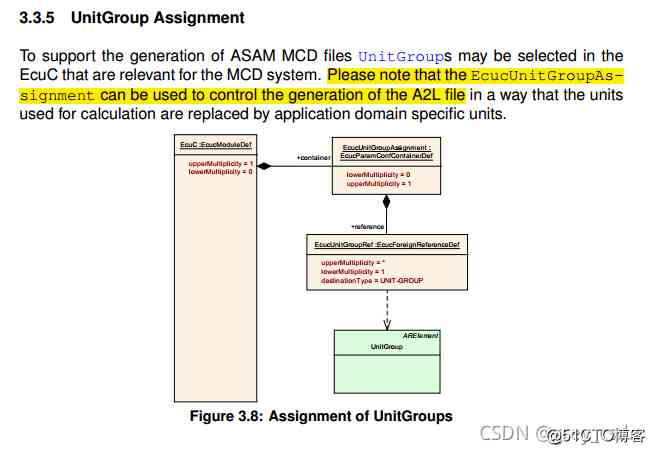 3.3.5 UnitGroup Assignment
To support the generation of ASAM MCD files UnitGroups may be selected in the
EcuC that are relevant for the MCD system. Please note that the EcucUnitGroupAs-
signment can be used to control the generation of the A2L file in a way that the units
used for calculation are replaced by application domain specific units.
EcuC :EcucModuleDef
upperMultiplicity = 1
lowerMultiplicity = 0
+container
EcucUnitGroupAssignment :
EcucParamConfContainerDef
lowerMultiplicity = 0
upperMultiplicity = 1
+reference
EcucUnitGroupRef :EcucForeignReferenceDef
upperMultiplicity = *
lowerMultiplicity = 1
destinationType = UNIT-GROUP
ARElement
UnitGroup
Figure 3.8: Assignment of UnitGroups
CSDN
@51CTO博客